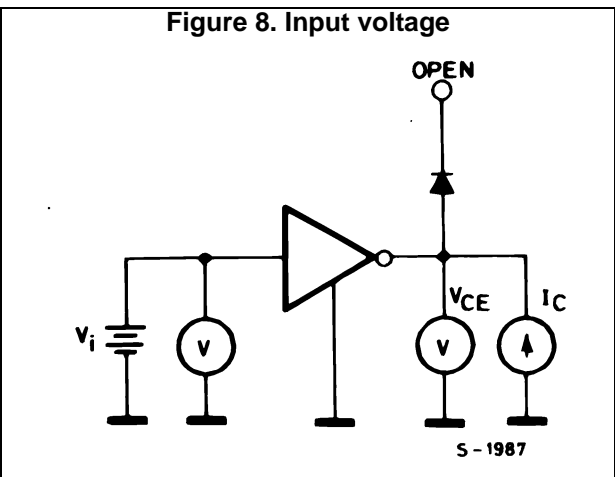 Figure 8. Input voltage
OPEN
Vi
V
VCE
V
IC
S-1987